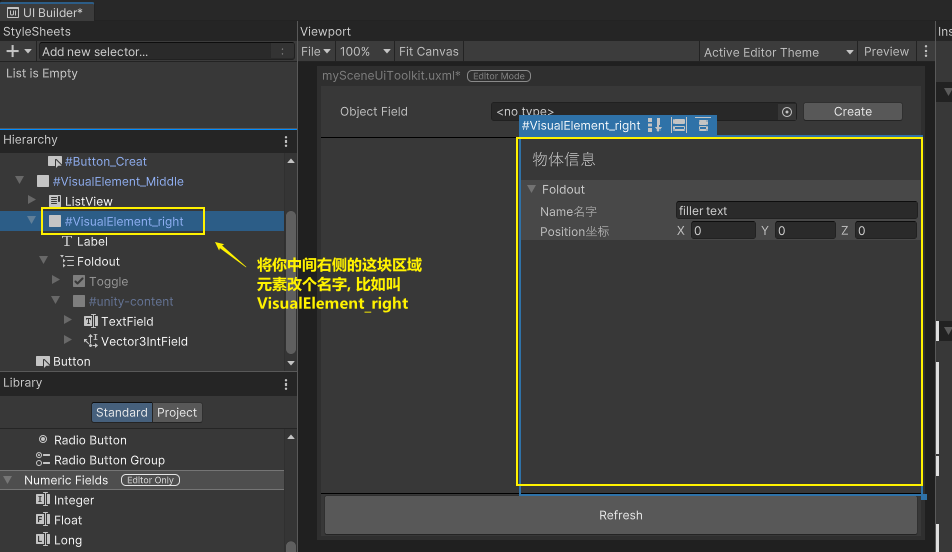 UI Builder*
StyleSheets
Add new selector...
List is Empty
Hierarchy
#Button_Creat
#VisualElement_Middle
ListView
#VisualElement_right
Label
Foldout
Toggle
#unity-content
TextField
Vector3IntField
Button
将你中间右侧的这块区域
元素改个名字, 比如叫
VisualElement_right
Library
Standard Project
Radio Button
Radio Button Group
Numeric Fields Editor Only
Integer
Float
Long
Viewport
File 100% Fit Canvas Active Editor Theme Preview
mySceneUiToolkit.uxml* Editor Mode
Object Field <no type> Create
#VisualElement_right
物体信息
Foldout
Name名字 filler text
Position坐标 X 0 Y 0 Z 0
Refresh
Ins